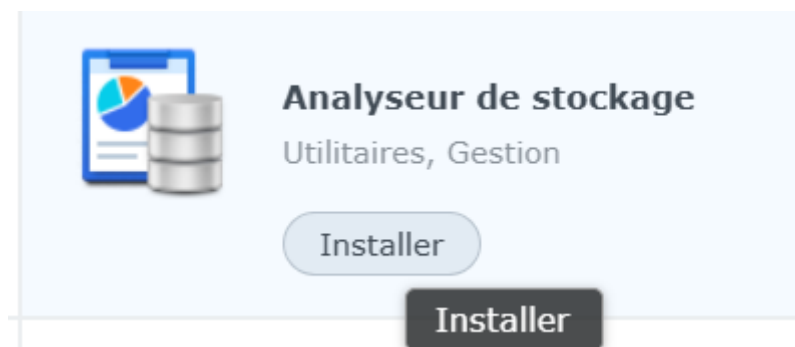 Analyseur de stockage
Utilitaires, Gestion
Installer
Installer